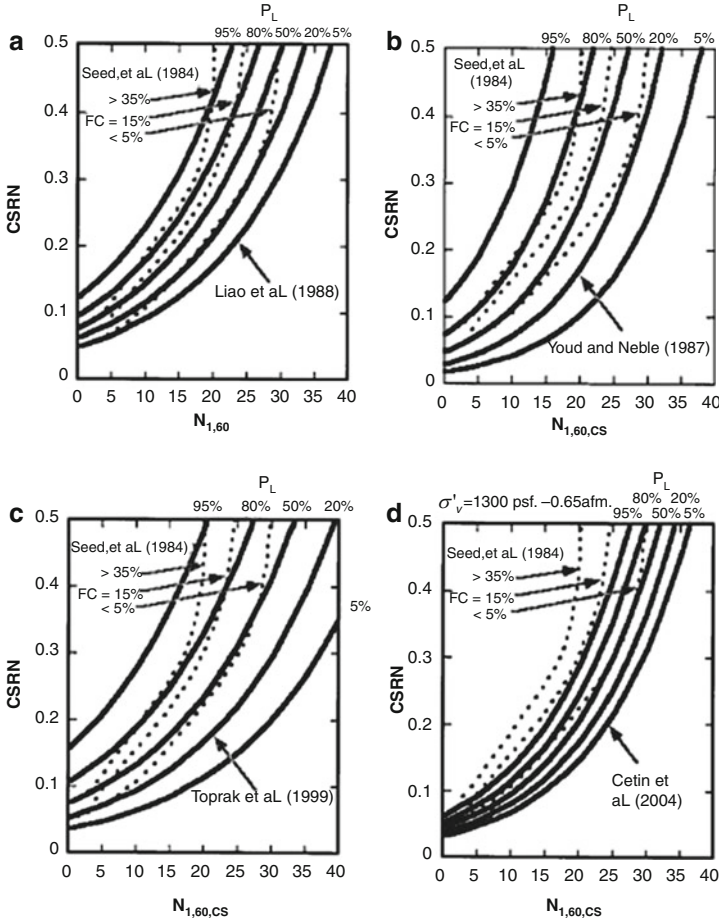 a
P_L
95% 80% 50% 20% 5%
0.5
Seed,et aL (1984)
> 35%
FC = 15%
< 5%
0.4
0.3
0.2
0.1
0
CSRN
Liao et aL (1988)
0 5 10 15 20 25 30 35 40
N_1,60
b
P_L
95% 80% 50% 20% 5%
0.5
Seed,et aL
(1984)
> 35%
FC = 15%
< 5%
0.4
0.3
0.2
0.1
0
CSRN
Youd and Neble (1987)
0 5 10 15 20 25 30 35 40
N_1,60,CS
c
P_L
95% 80% 50% 20%
5%
0.5
Seed,et aL (1984)
> 35%
FC = 15%
< 5%
0.4
0.3
0.2
0.1
0
CSRN
Toprak et aL (1999)
0 5 10 15 20 25 30 35 40
N_1,60,CS
d
σ'_v=1300 psf. –0.65afm.
P_L
80% 20%
95% 50% 5%
0.5
Seed,et aL (1984)
> 35%
FC = 15%
< 5%
0.4
0.3
0.2
0.1
0
CSRN
Cetin et
aL (2004)
0 5 10 15 20 25 30 35 40
N_1,60,CS